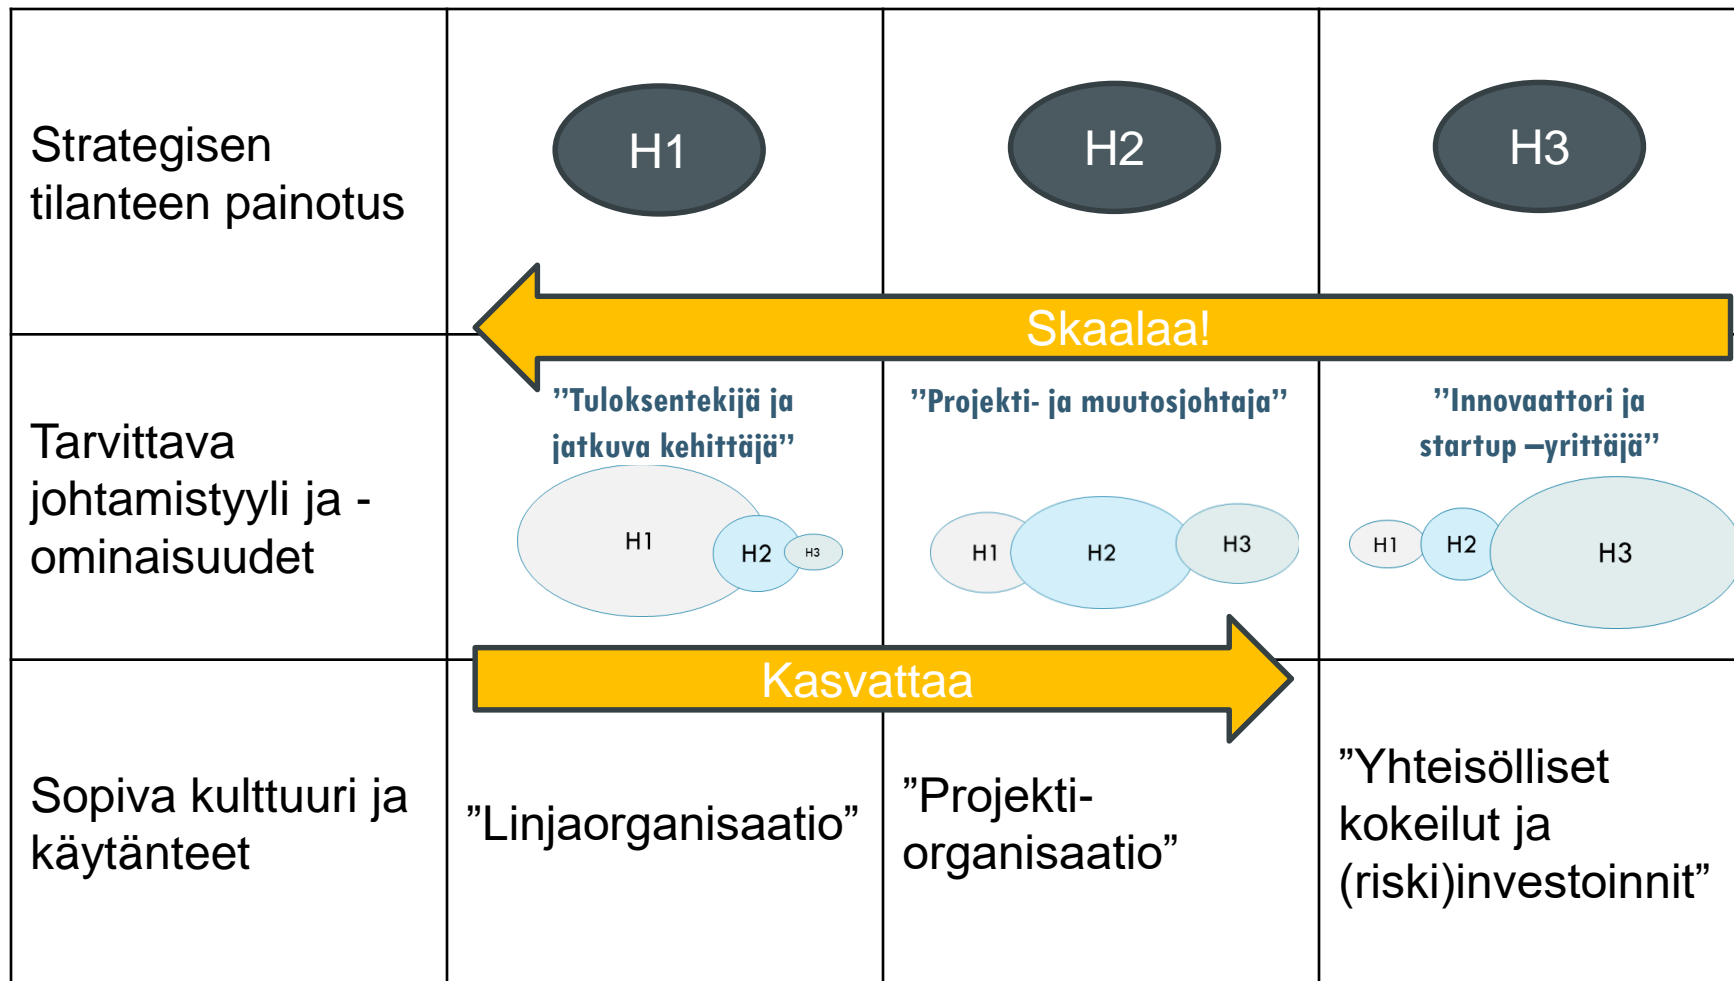 Strategisen
tilanteen painotus
H1
H2
H3
Skaalaa!
Tarvittava
johtamistyyli ja -
ominaisuudet
”Tuloksentekijä ja
jatkuva kehittäjä”
H1
H2
H3
”Projekti- ja muutosjohtaja”
H1
H2
H3
”Innovaattori ja
startup –yrittäjä”
H1
H2
H3
Kasvattaa
Sopiva kulttuuri ja
käytänteet
”Linjaorganisaatio”
”Projekti-
organisaatio”
”Yhteisölliset
kokeilut ja
(riski)investoinnit”